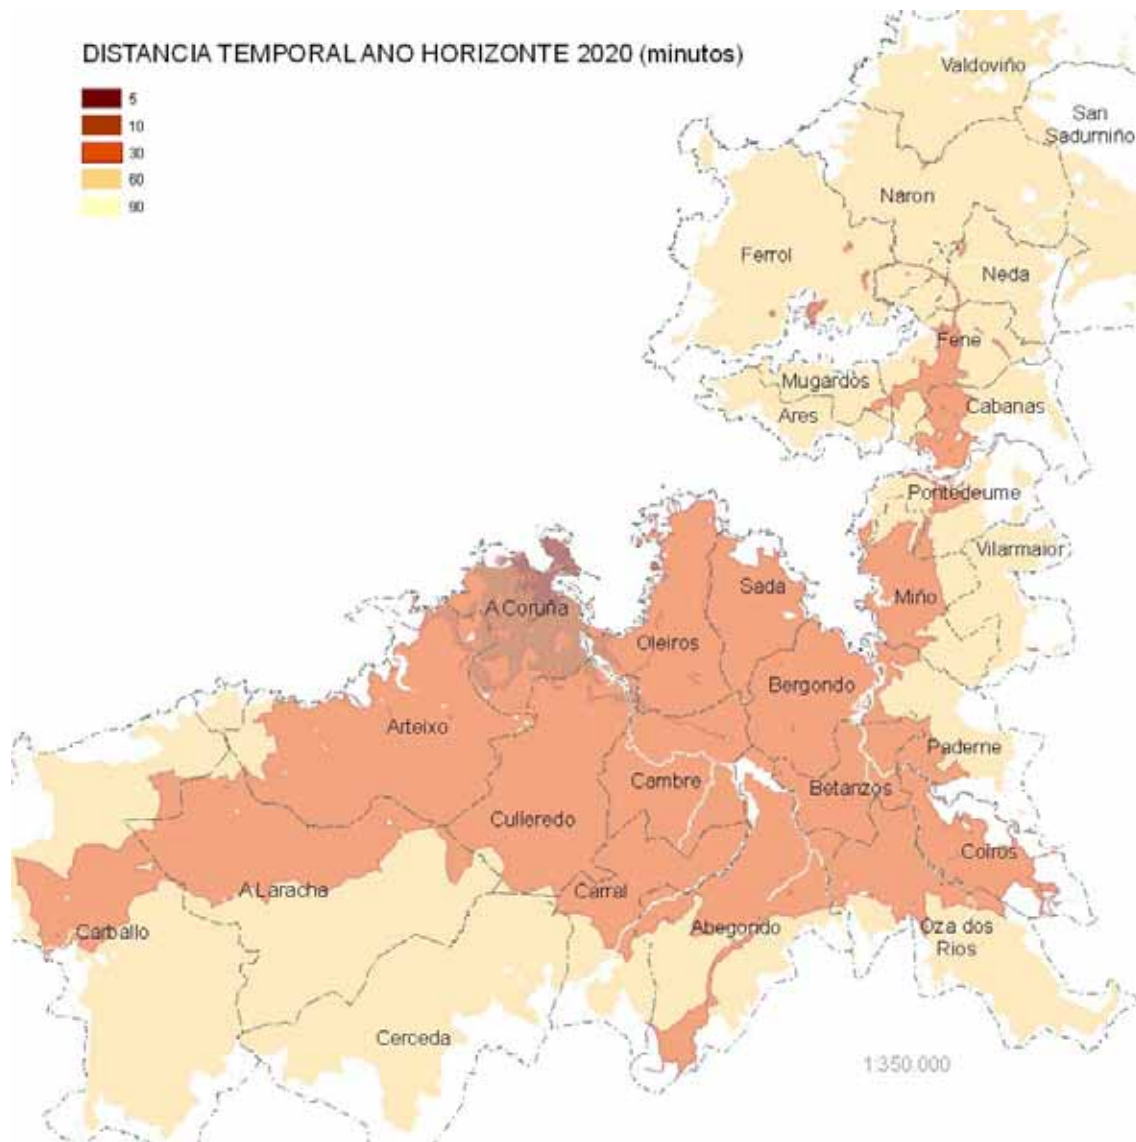 DISTANCIA TEMPORAL ANO HORIZONTE 2020 (minutos)
5
10
30
60
90
Valdoviño
San
Sadurniño
Naron
Ferrol
Neda
Fene
Mugardos
Cabanas
Ares
Pontedeume
Vilarmaior
Sada
Miño
A Coruña
Oleiros
Bergondo
Arteixo
Paderne
Cambre
Betanzos
Culleredo
Coiros
A Laracha
Carral
Carballo
Abegondo
Oza dos
Rios
Cerceda
1:350.000